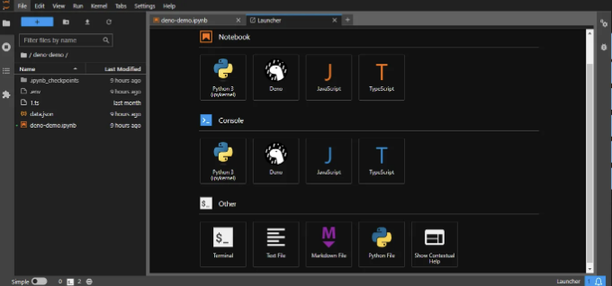 File Edit View Run Kernel Tabs Settings Help
deno-demo.ipynb
Launcher
Filter files by name
/ deno-demo /
Name Last Modified
.ipynb_checkpoints 9 hours ago
.env 9 hours ago
1.ts last month
data.json 9 hours ago
deno-demo.ipynb 9 hours ago
Notebook
Python 3
(ipykernel)
Deno
JavaScript
TypeScript
Console
Python 3
(ipykernel)
Deno
JavaScript
TypeScript
Other
Terminal
Text File
Markdown File
Python File
Show Contextual
Help
Simple 0 2 Launcher 1